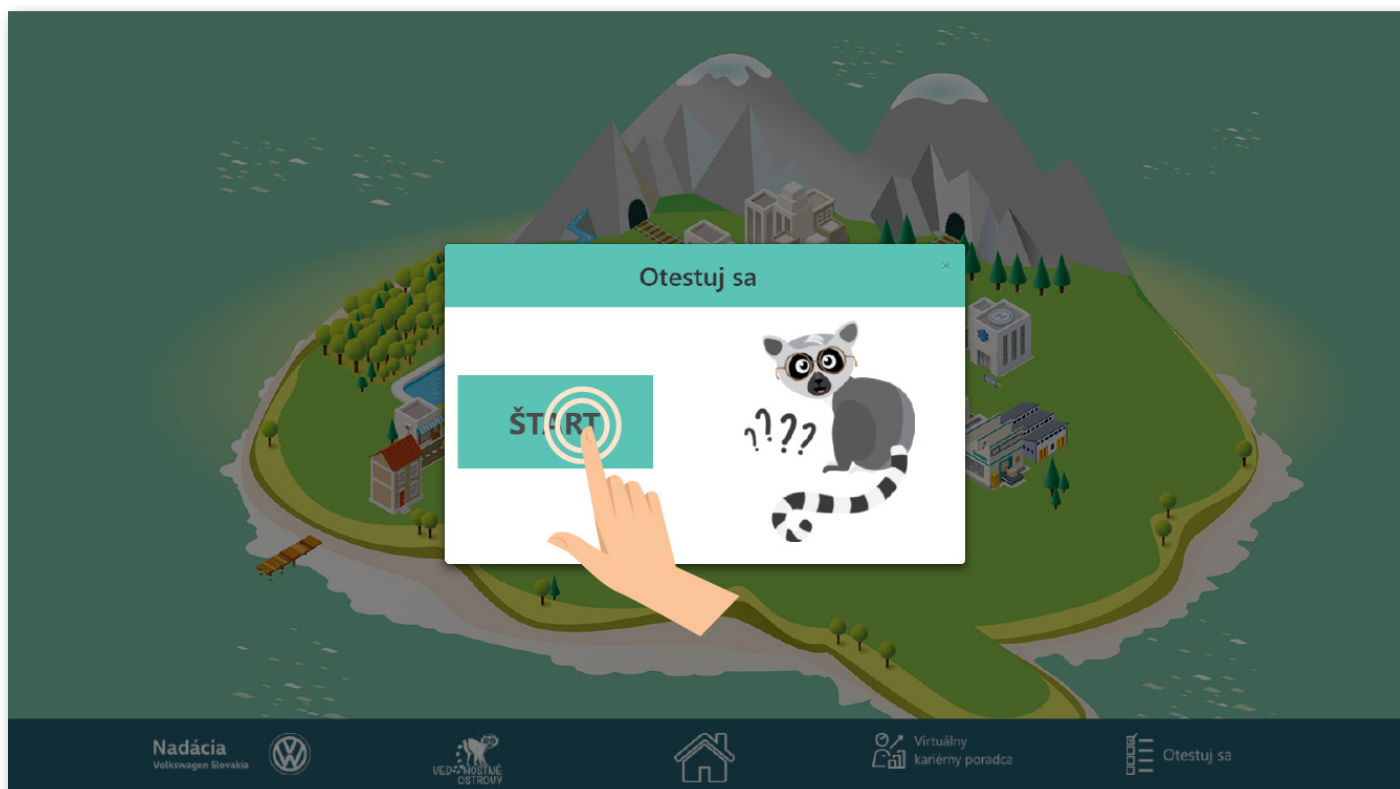 Otestuj sa
×
ŠTART
????
Nadácia
Volkswagen Slovakia
VEDOMOSTNÉ
OSTROVY
Virtuálny
kariérny poradca
Otestuj sa